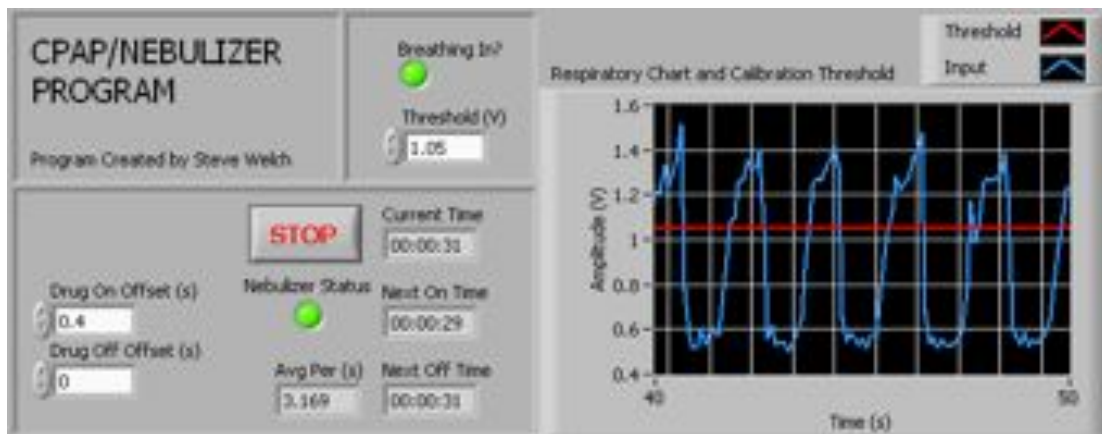 CPAP/NEBULIZER
PROGRAM
Program Created by Steve Welch
Breathing In?
Threshold (V)
1.05
STOP
Current Time
00:00:31
Drug On Offset (s)
0.4
Nebulizer Status
Next On Time
00:00:29
Drug Off Offset (s)
0
Avg Per (s)
3.169
Next Off Time
00:00:31
Threshold
Input
Respiratory Chart and Calibration Threshold
1.6
1.4
1.2
1
0.8
0.6
0.4
Amplitude (V)
40
50
Time (s)